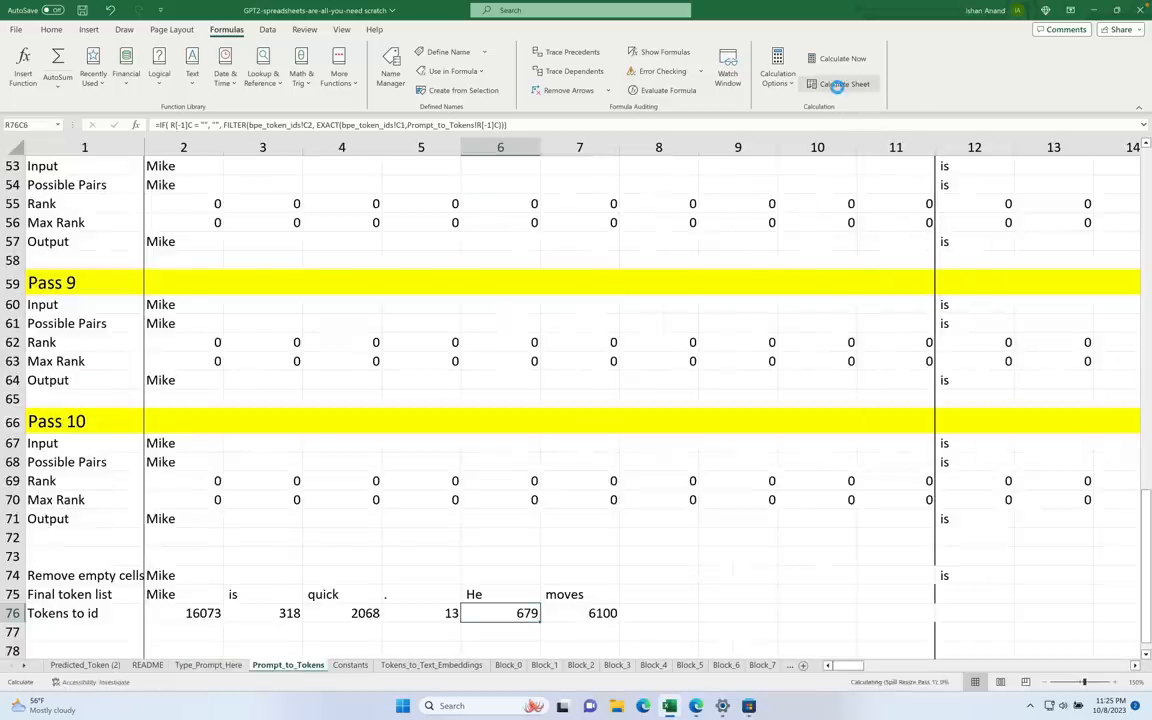 AutoSave Off GPT2-spreadsheets-are-all-you-need scratch Search Ishan Anand IA
File Home Insert Draw Page Layout Formulas Data Review View Help Comments Share
Insert Function AutoSum Recently Used Financial Logical Text Date & Time Lookup & Reference Math & Trig More Functions Name Manager Define Name Use in Formula Create from Selection Trace Precedents Trace Dependents Remove Arrows Show Formulas Error Checking Evaluate Formula Watch Window Calculation Options Calculate Now Calculate Sheet
Function Library Defined Names Formula Auditing Calculation
R76C6 fx =IF( R[-1]C = "", "", FILTER(bpe_token_ids!C2, EXACT(bpe_token_ids!C1,Prompt_to_Tokens!R[-1]C)))
1 2 3 4 5 6 7 8 9 10 11 12 13 14
53 Input Mike is
54 Possible Pairs Mike is
55 Rank 0 0 0 0 0 0 0 0 0 0 0 0
56 Max Rank 0 0 0 0 0 0 0 0 0 0 0 0
57 Output Mike is
58
59 Pass 9
60 Input Mike is
61 Possible Pairs Mike is
62 Rank 0 0 0 0 0 0 0 0 0 0 0 0
63 Max Rank 0 0 0 0 0 0 0 0 0 0 0 0
64 Output Mike is
65
66 Pass 10
67 Input Mike is
68 Possible Pairs Mike is
69 Rank 0 0 0 0 0 0 0 0 0 0 0 0
70 Max Rank 0 0 0 0 0 0 0 0 0 0 0 0
71 Output Mike is
72
73
74 Remove empty cells Mike is
75 Final token list Mike is quick . He moves
76 Tokens to id 16073 318 2068 13 679 6100
77
78
Predicted_Token (2) README Type_Prompt_Here Prompt_to_Tokens Constants Tokens_to_Text_Embeddings Block_0 Block_1 Block_2 Block_3 Block_4 Block_5 Block_6 Block_7 ...
Calculate Accessibility: Investigate 150%
56°F Search 11:25 PM
Mostly cloudy 10/8/2023